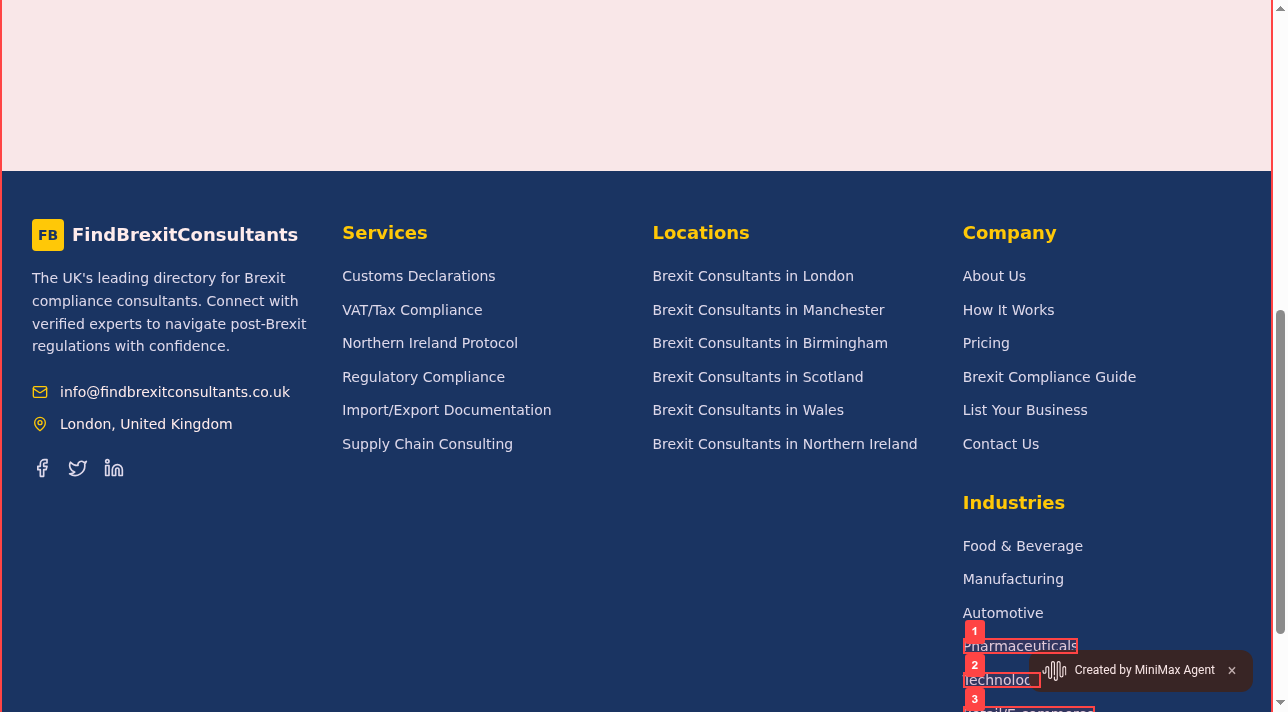 FB FindBrexitConsultants
The UK's leading directory for Brexit
compliance consultants. Connect with
verified experts to navigate post-Brexit
regulations with confidence.
info@findbrexitconsultants.co.uk
London, United Kingdom
Services
Customs Declarations
VAT/Tax Compliance
Northern Ireland Protocol
Regulatory Compliance
Import/Export Documentation
Supply Chain Consulting
Locations
Brexit Consultants in London
Brexit Consultants in Manchester
Brexit Consultants in Birmingham
Brexit Consultants in Scotland
Brexit Consultants in Wales
Brexit Consultants in Northern Ireland
Company
About Us
How It Works
Pricing
Brexit Compliance Guide
List Your Business
Contact Us
Industries
Food & Beverage
Manufacturing
Automotive
1
Pharmaceuticals
2
3
Created by MiniMax Agent ×